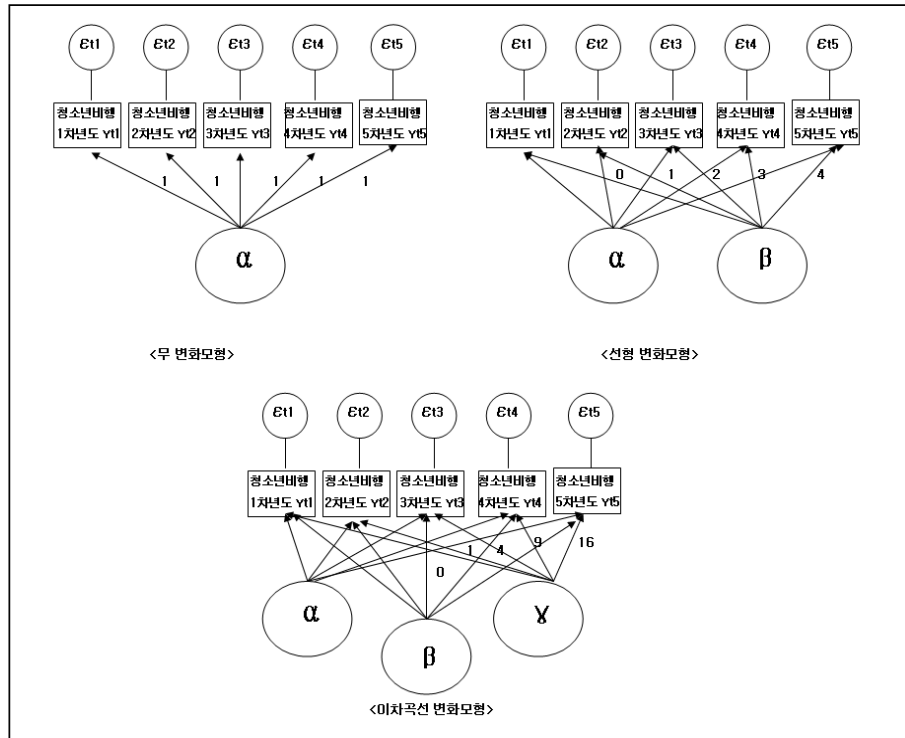 εt1 εt2 εt3 εt4 εt5
청소년비행 청소년비행 청소년비행 청소년비행 청소년비행
1차년도 Yt1 2차년도 Yt2 3차년도 Yt3 4차년도 Yt4 5차년도 Yt5
1 1 1 1 1
α
<무 변화모형>
εt1 εt2 εt3 εt4 εt5
청소년비행 청소년비행 청소년비행 청소년비행 청소년비행
1차년도 Yt1 2차년도 Yt2 3차년도 Yt3 4차년도 Yt4 5차년도 Yt5
0 1 2 3 4
α β
<선형 변화모형>
εt1 εt2 εt3 εt4 εt5
청소년비행 청소년비행 청소년비행 청소년비행 청소년비행
1차년도 Yt1 2차년도 Yt2 3차년도 Yt3 4차년도 Yt4 5차년도 Yt5
0 1 4 9 16
α β ɣ
<이차곡선 변화모형>